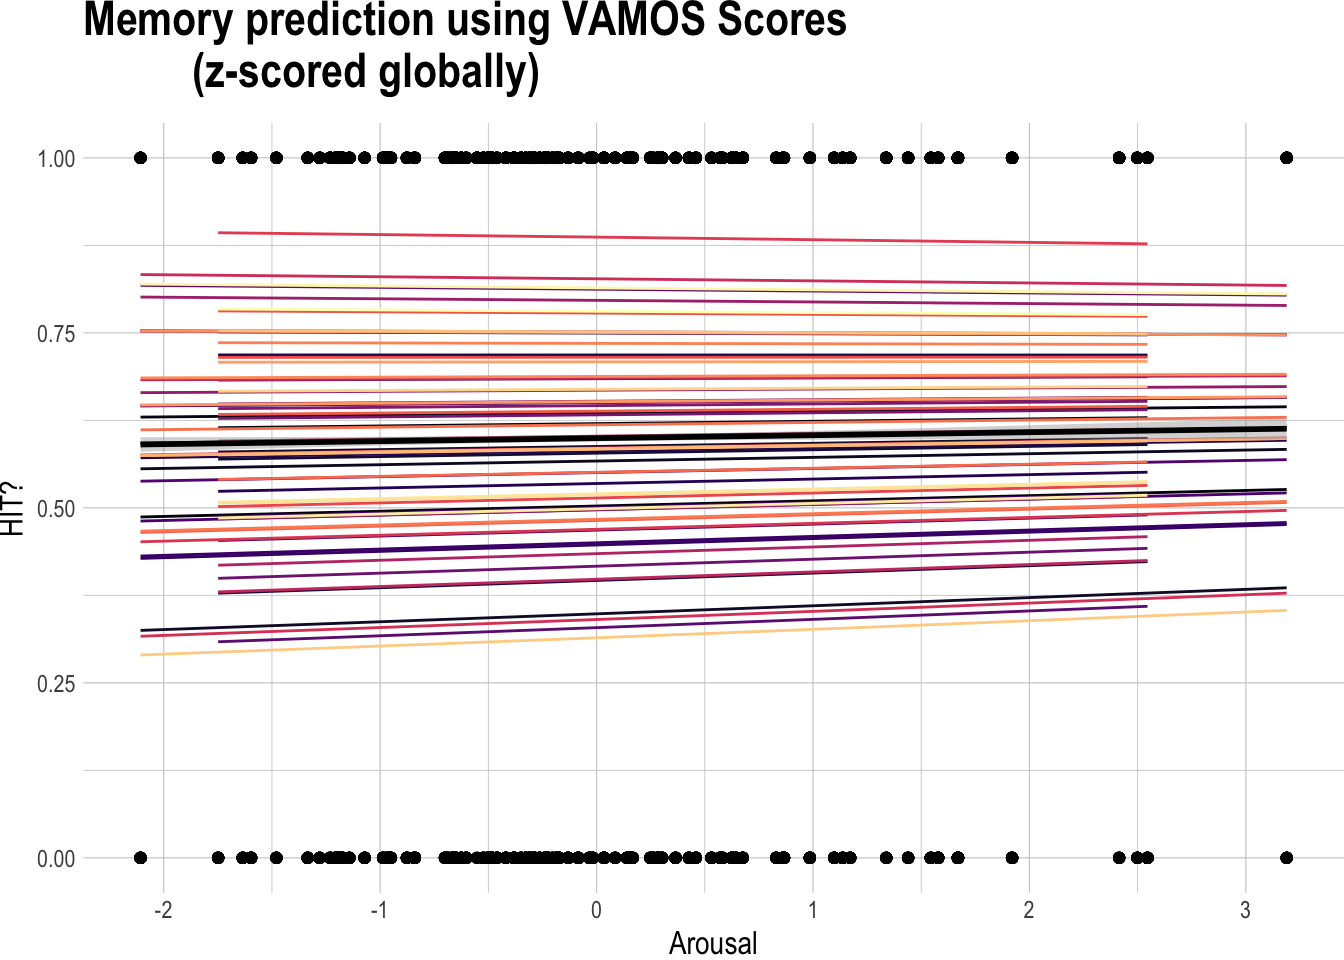 Memory prediction using VAMOS Scores
(z-scored globally)
1.00
0.75
0.50
0.25
0.00
HIT?
-2 -1 0 1 2 3
Arousal